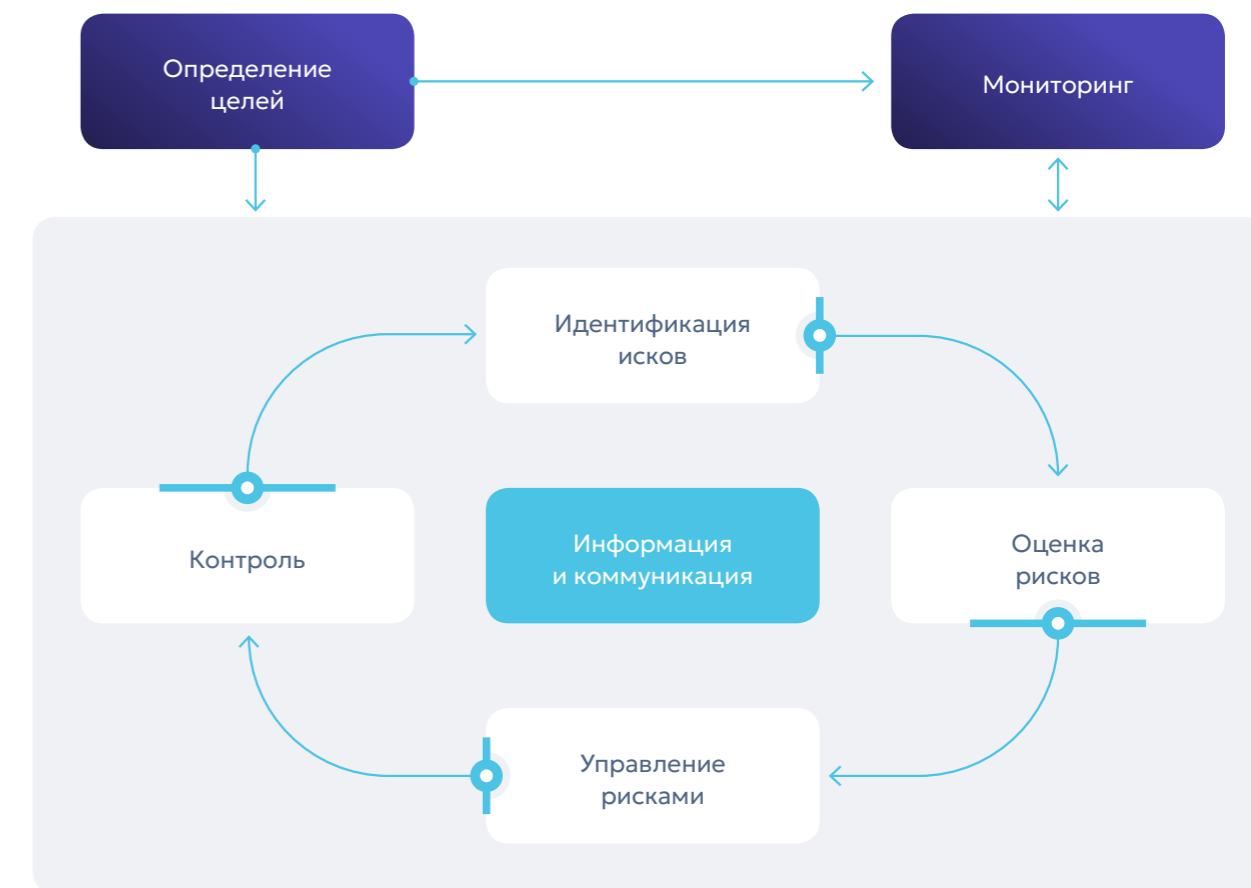 Определение
целей
Мониторинг
Идентификация
исков
Контроль
Информация
и коммуникация
Оценка
рисков
Управление
рисками